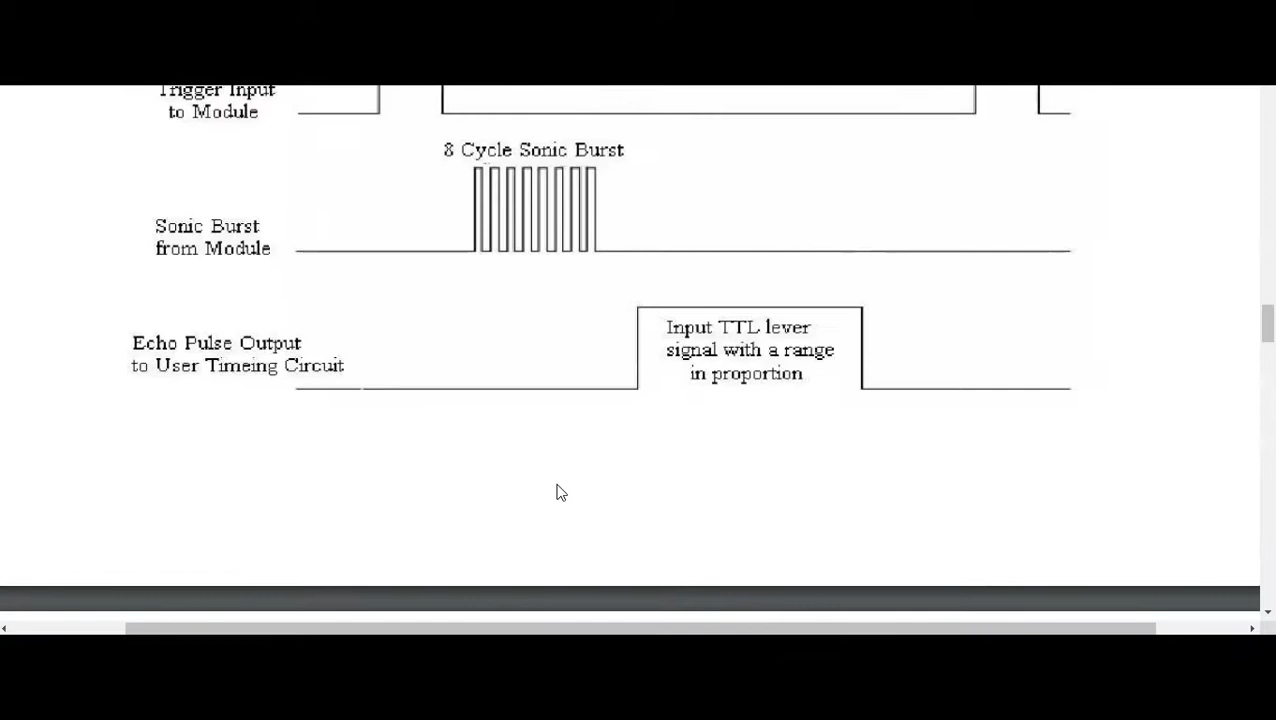 Trigger Input
to Module
8 Cycle Sonic Burst
Sonic Burst
from Module
Echo Pulse Output
to User Timeing Circuit
Input TTL lever
signal with a range
in proportion